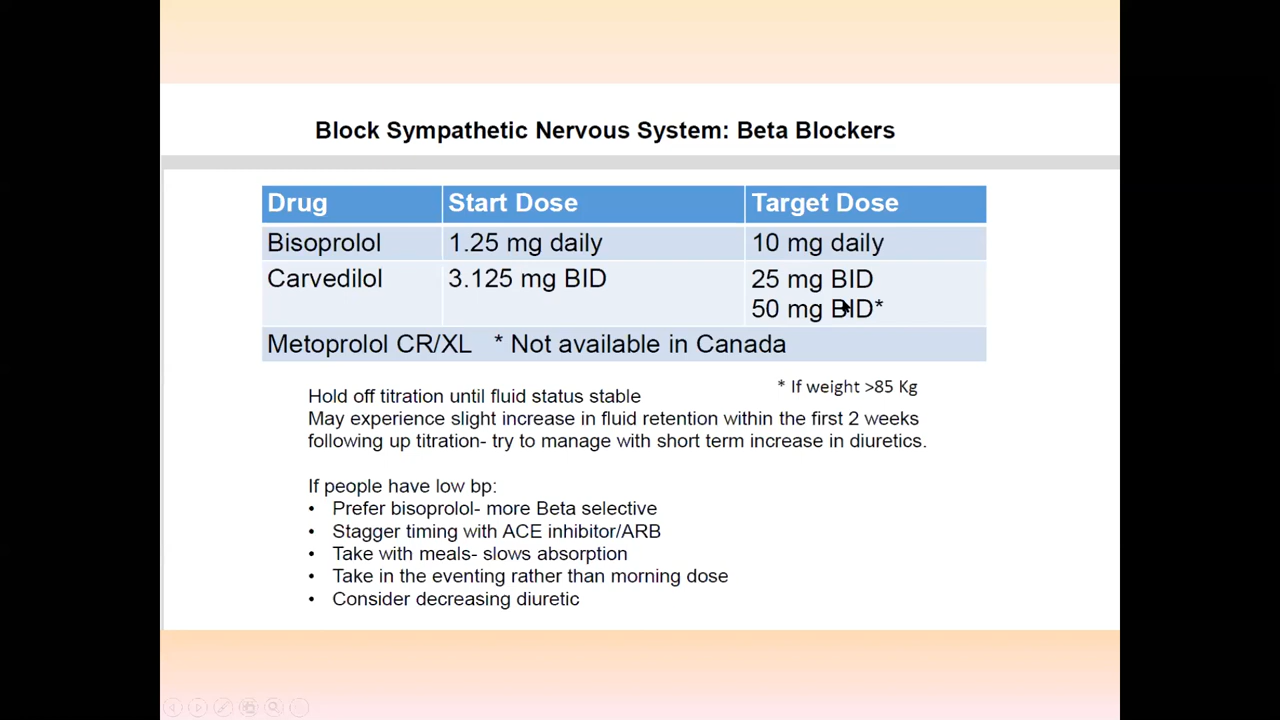 Block Sympathetic Nervous System: Beta Blockers
Drug Start Dose Target Dose
Bisoprolol 1.25 mg daily 10 mg daily
Carvedilol 3.125 mg BID 25 mg BID
50 mg BID*
Metoprolol CR/XL * Not available in Canada
* If weight >85 Kg
Hold off titration until fluid status stable
May experience slight increase in fluid retention within the first 2 weeks
following up titration- try to manage with short term increase in diuretics.
If people have low bp:
• Prefer bisoprolol- more Beta selective
• Stagger timing with ACE inhibitor/ARB
• Take with meals- slows absorption
• Take in the eventing rather than morning dose
• Consider decreasing diuretic